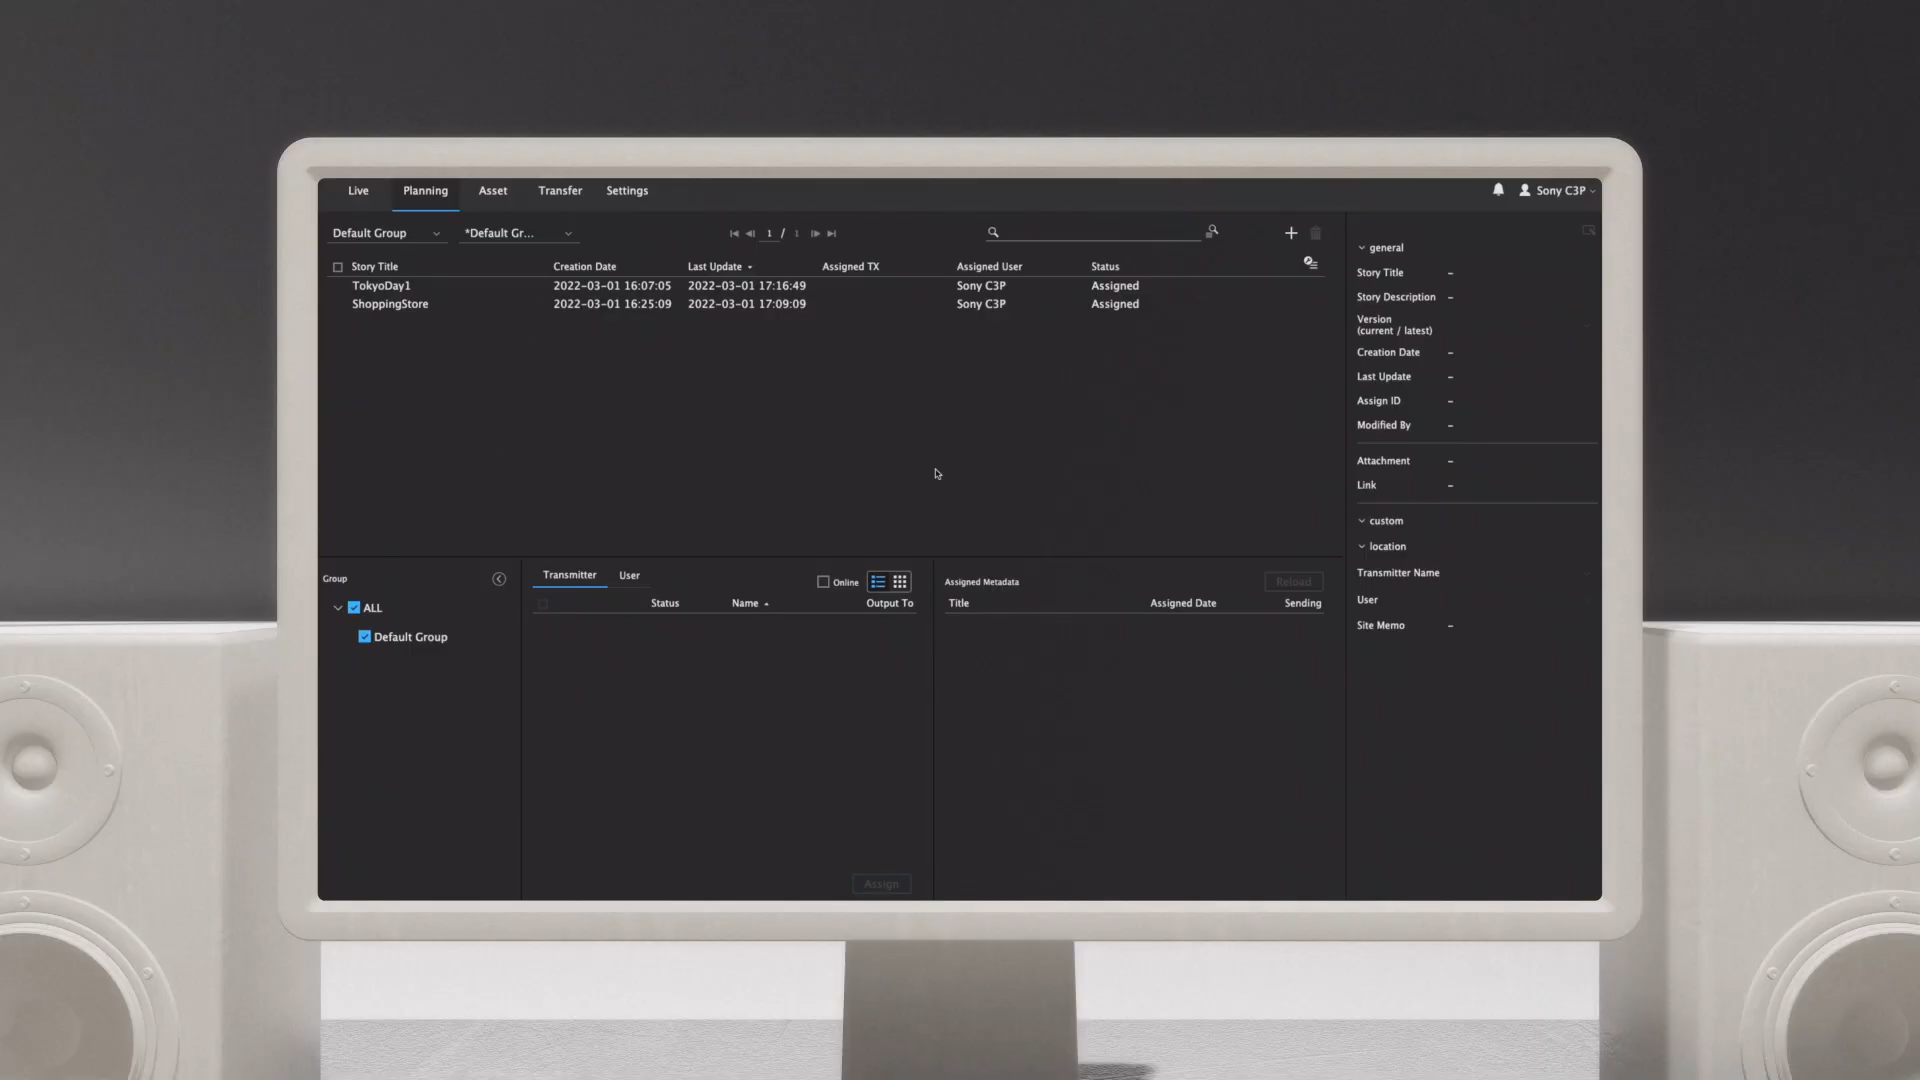 Live Planning Asset Transfer Settings Sony C3P
Default Group *Default Gr... 1 / 1
Story Title Creation Date Last Update Assigned TX Assigned User Status
TokyoDay1 2022-03-01 16:07:05 2022-03-01 17:16:49 Sony C3P Assigned
ShoppingStore 2022-03-01 16:25:09 2022-03-01 17:09:09 Sony C3P Assigned
general
Story Title –
Story Description –
Version
(current / latest)
Creation Date –
Last Update –
Assign ID –
Modified By –
Attachment –
Link –
custom
location
Transmitter Name
User
Site Memo –
Group
ALL
Default Group
Transmitter User Online
Status Name Output To
Assign
Assigned Metadata Reload
Title Assigned Date Sending